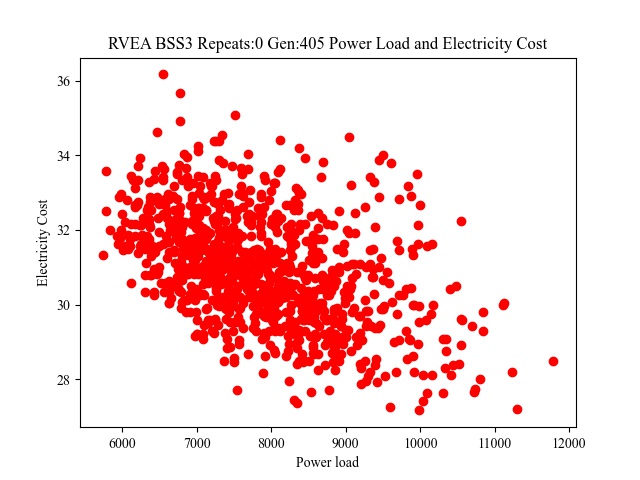 RVEA BSS3 Repeats:0 Gen:405 Power Load and Electricity Cost
36
34
32
30
28
Electricity Cost
6000 7000 8000 9000 10000 11000 12000
Power load